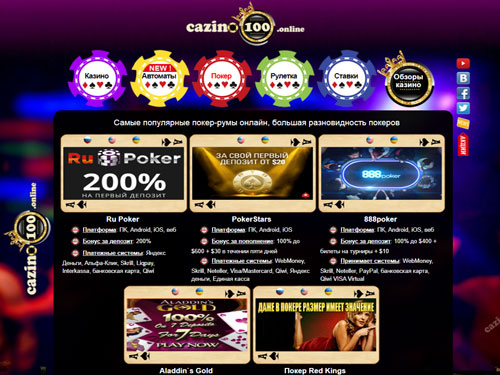 cazino 100 .online
Казино
NEW !
Автоматы
Покер
Рулетка
Ставки
Обзоры
казино
Самые популярные покер-румы онлайн, большая разновидность покеров
Ru Poker
200%
НА ПЕРВЫЙ ДЕПОЗИТ
ЗА СВОЙ ПЕРВЫЙ
ДЕПОЗИТ ОТ $20
888poker
Ru Poker
Платформа: ПК, Android, iOS, веб
Бонус за депозит: 200%
Платежные системы: Яндекс
Деньги, Альфа-Клик, Skrill, Liqpay,
Interkassa, банковская карта, Qiwi
PokerStars
Платформа: ПК, Android, iOS
Бонус за пополнение: 100% до
$600 + $30 в течении пяти дней
Платежные системы: WebMoney,
Skrill, Neteller, Visa/Mastercard, Qiwi, Яндекс
деньги, Единая касса
888poker
Платформа: ПК, Android, iOS
Бонус за депозит: 100% до $400 +
билеты на турниры + $10
Принимает системы: WebMoney,
Skrill, Neteller, PayPal, банковская карта,
Qiwi VISA Virtual
cazino 100 .online
ALADDIN'S
GOLD
100%
On 7 Deposits
For 7 Days
PLAY NOW
ДАЖЕ В ПОКЕРЕ РАЗМЕР ИМЕЕТ ЗНАЧЕНИЕ
Aladdin`s Gold
Покер Red Kings